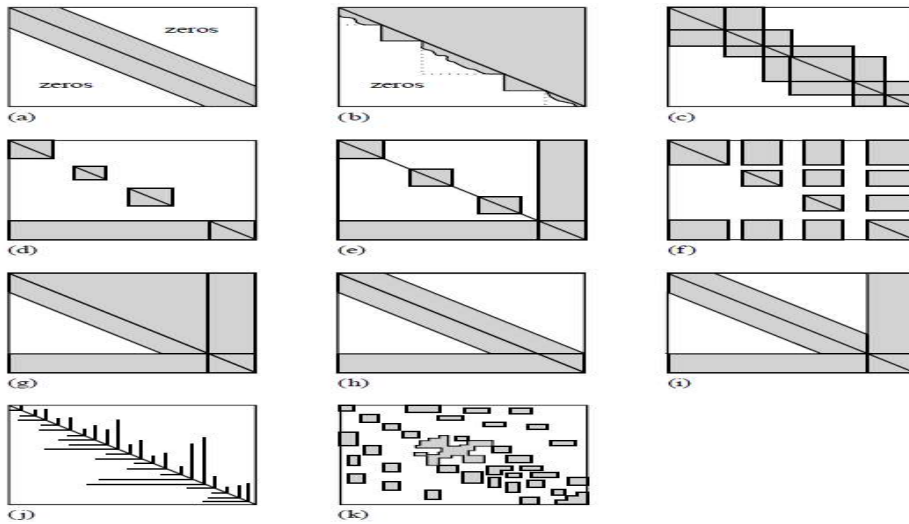 zeros
zeros
zeros
(a)
(b)
(c)
(d)
(e)
(f)
(g)
(h)
(i)
(j)
(k)